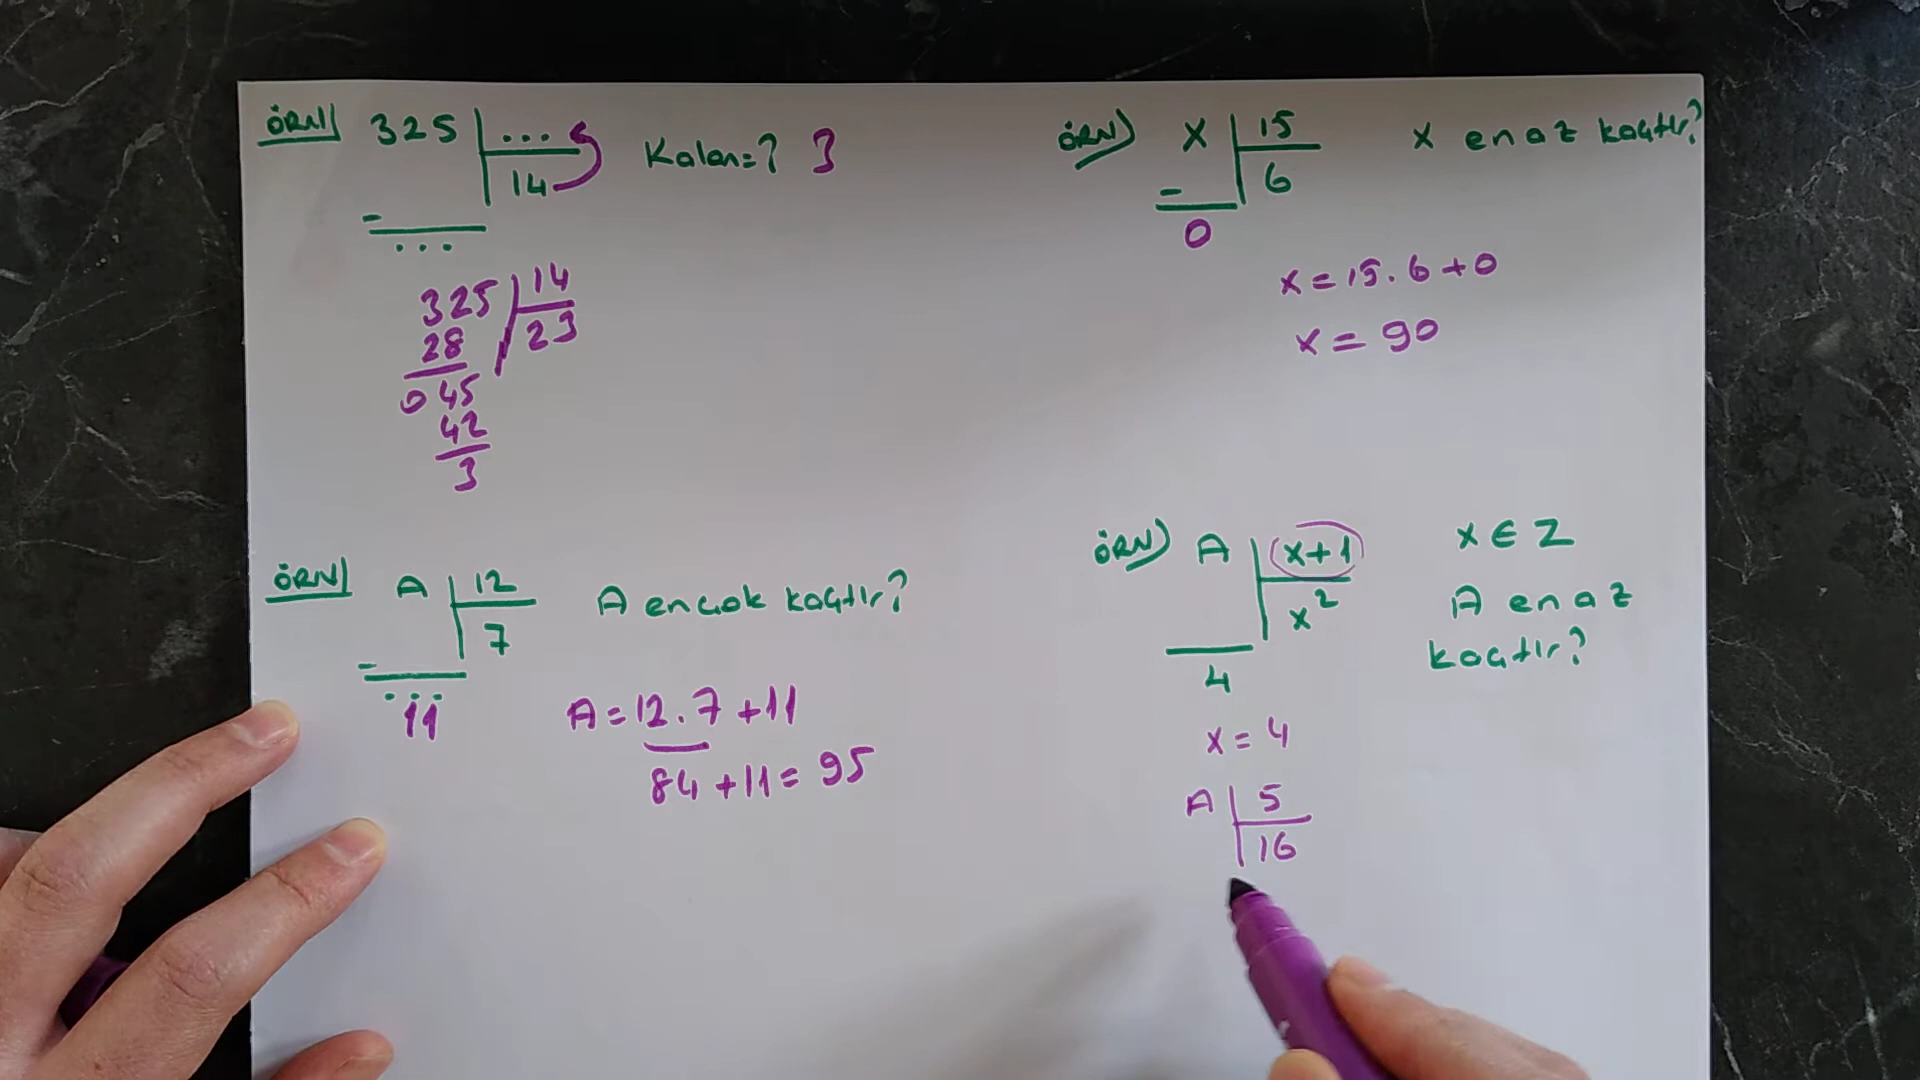 ÖRN) 325 | ... Kalan=? 3
14
- ...
325 | 14
28 | 23
045
42
3
ÖRN) X | 15 X en az kaçtır?
- 6
0
x = 15.6+0
x = 90
ÖRN) A | 12 A ençok kaçtır?
7
- ...
11
A = 12.7 +11
84 +11 = 95
ÖRN) A | x+1 x ∈ Z
x² A en az
kaçtır?
4
x = 4
A | 5
16